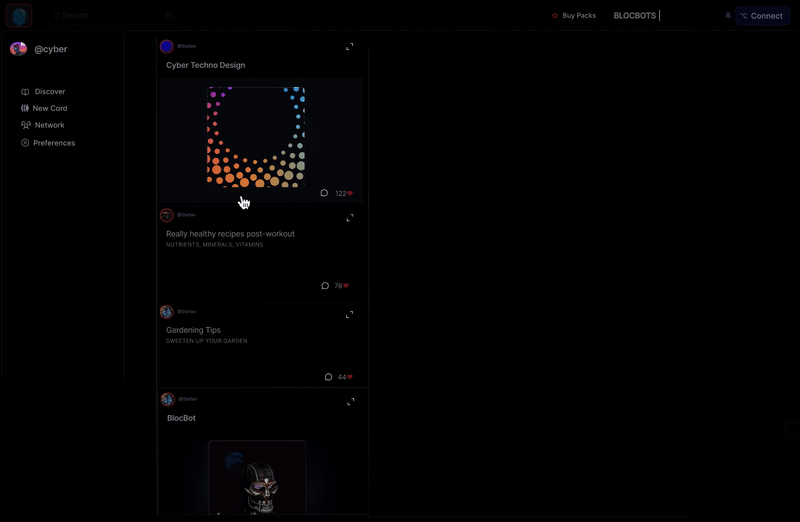 Search
Buy Packs
BLOCBOTS
Connect
@cyber
Discover
New Card
Network
Preferences
@Stefan
Cyber Techno Design
122
@Stefan
Really healthy recipes post-workout
NUTRIENTS, MINERALS, VITAMINS
76
@Stefan
Gardening Tips
SWEETEN UP YOUR GARDEN
44
@Stefan
BlocBot